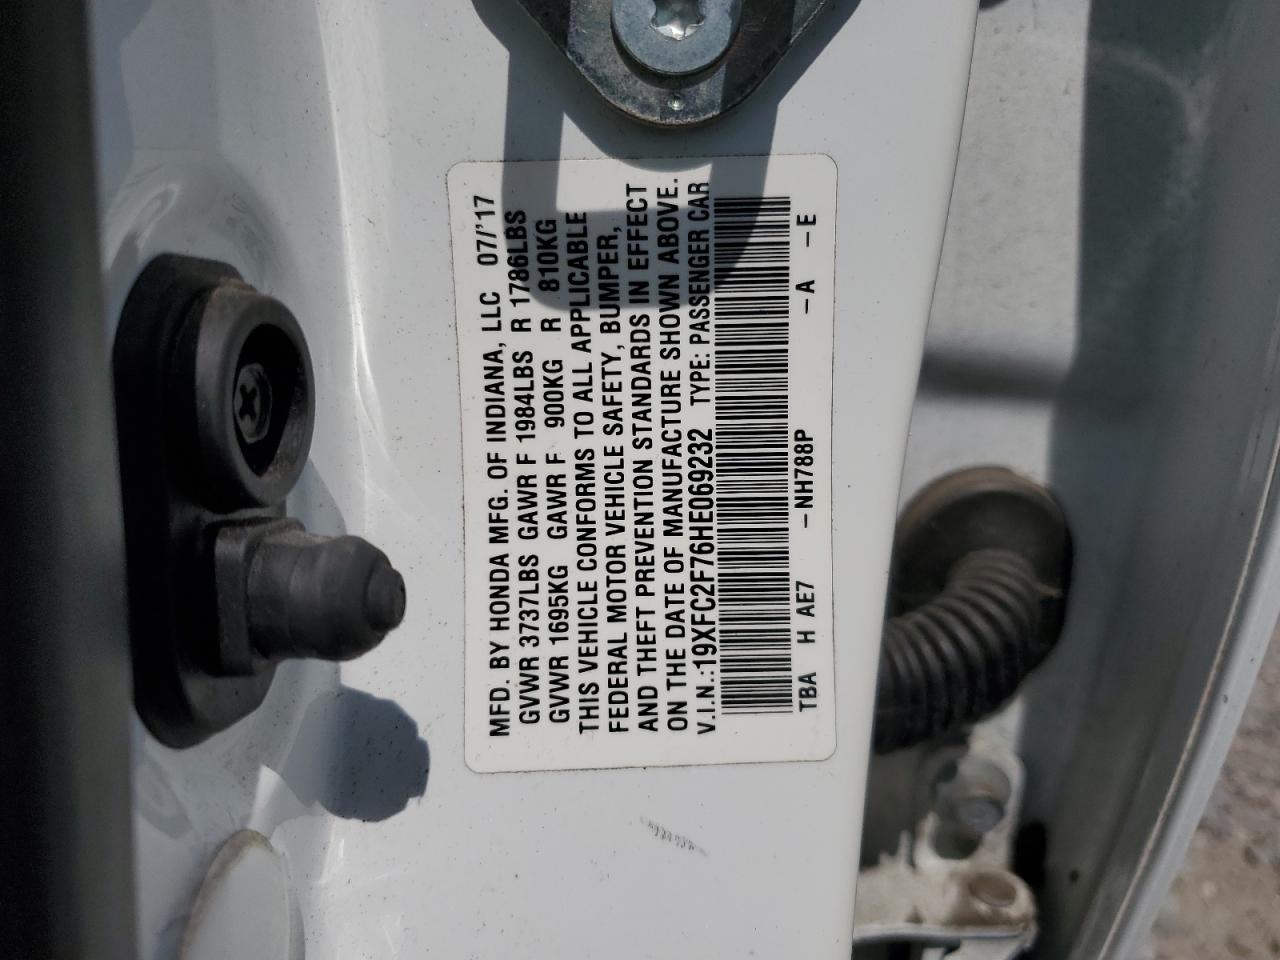 MFD. BY HONDA MFG. OF INDIANA, LLC 07/'17
GVWR 3737LBS GAWR F 1984LBS R 1786LBS
GVWR 1695KG GAWR F 900KG R 810KG
THIS VEHICLE CONFORMS TO ALL APPLICABLE
FEDERAL MOTOR VEHICLE SAFETY, BUMPER,
AND THEFT PREVENTION STANDARDS IN EFFECT
ON THE DATE OF MANUFACTURE SHOWN ABOVE.
V.I.N.:19XFC2F76HE069232 TYPE: PASSENGER CAR
TBA H AE7 -NH788P -A -E